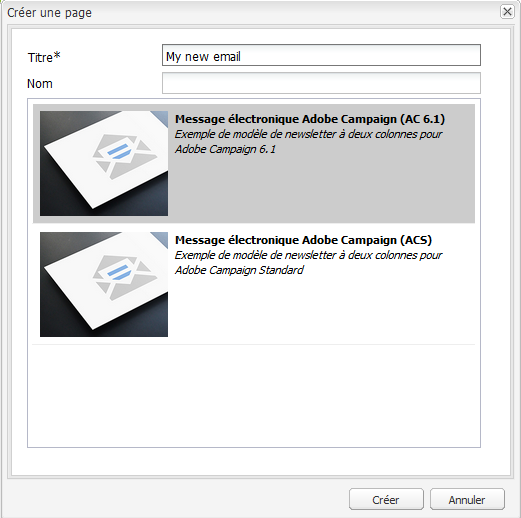 Créer une page
Titre*
My new email
Nom
Message électronique Adobe Campaign (AC 6.1)
Exemple de modèle de newsletter à deux colonnes pour
Adobe Campaign 6.1
Message électronique Adobe Campaign (ACS)
Exemple de modèle de newsletter à deux colonnes pour
Adobe Campaign Standard
Créer
Annuler